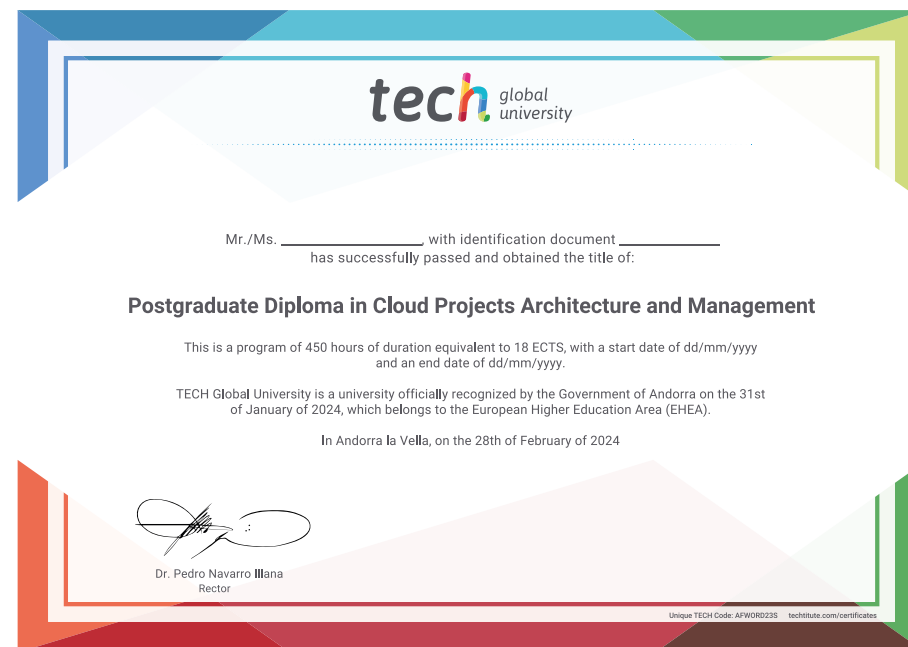 tech global
university
Mr./Ms. ____________________, with identification document ______________
has successfully passed and obtained the title of:
Postgraduate Diploma in Cloud Projects Architecture and Management
This is a program of 450 hours of duration equivalent to 18 ECTS, with a start date of dd/mm/yyyy
and an end date of dd/mm/yyyy.
TECH Global University is a university officially recognized by the Government of Andorra on the 31st
of January of 2024, which belongs to the European Higher Education Area (EHEA).
In Andorra la Vella, on the 28th of February of 2024
Dr. Pedro Navarro Illana
Rector
Unique TECH Code: AFWORD23S techtitute.com/certificates